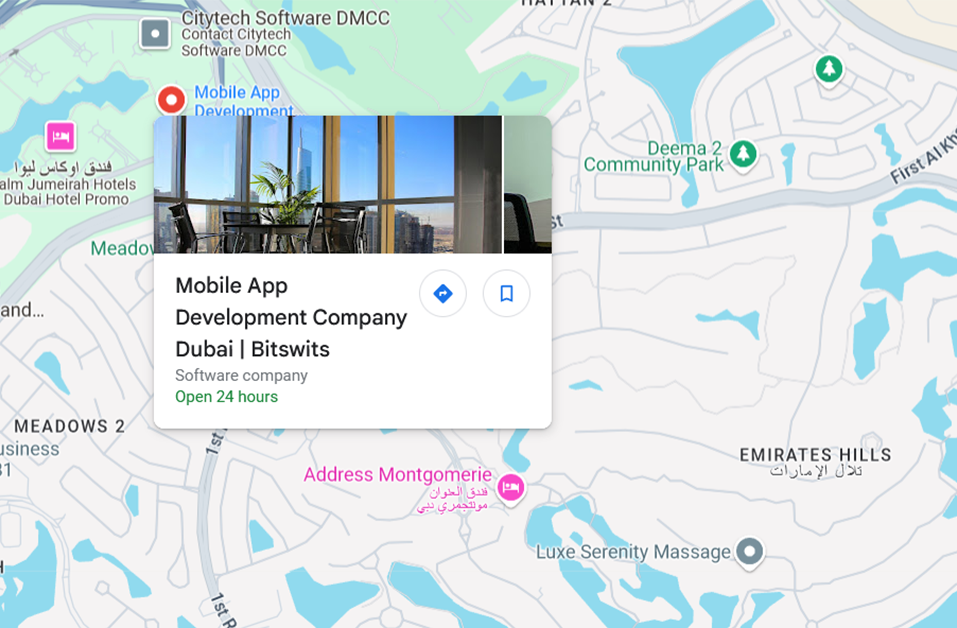 HATTAN 2
Citytech Software DMCC
Contact Citytech
Software DMCC
Mobile App
Development
فندق اوكاس ليوا
alm Jumeirah Hotels
Dubai Hotel Promo
Deema 2
Community Park
First Al Kh
St
Meadow
and...
Mobile App
Development Company
Dubai | Bitswits
Software company
Open 24 hours
MEADOWS 2
usiness
31
1st
Address Montgomerie
فندق العنوان
مونتجمري دبي
EMIRATES HILLS
تلال الإمارات
Luxe Serenity Massage
H
1st R